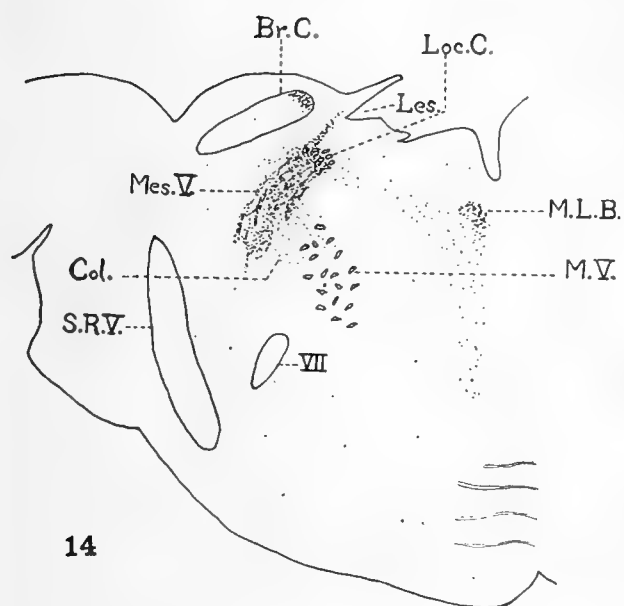 Br.C.
Loc.C.
Les.
Mes.V
M.L.B.
Col.
M.V.
S.R.V.
VII
14